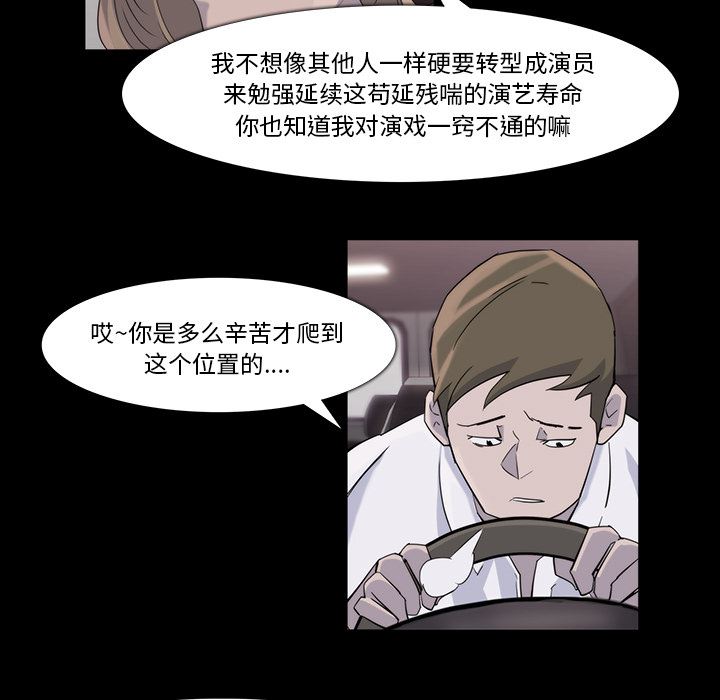 我不想像其他人一样硬要转型成演员
来勉强延续这苟延残喘的演艺寿命
你也知道我对演戏一窍不通的嘛
哎~你是多么辛苦才爬到
这个位置的....